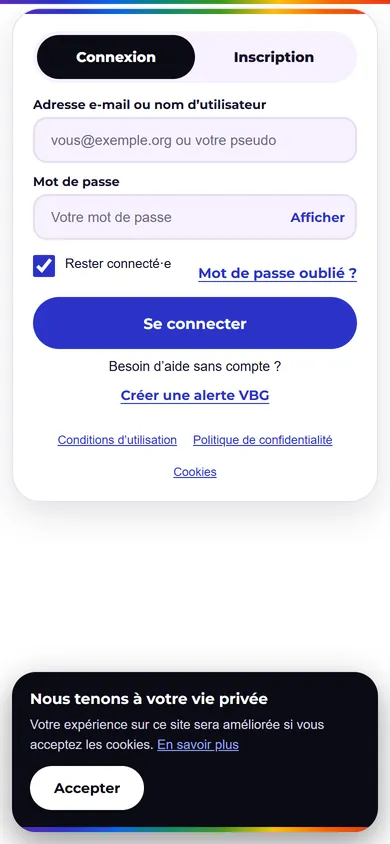 Connexion
Inscription
Adresse e-mail ou nom d’utilisateur
vous@exemple.org ou votre pseudo
Mot de passe
Votre mot de passe
Afficher
Rester connecté·e
Mot de passe oublié ?
Se connecter
Besoin d’aide sans compte ?
Créer une alerte VBG
Conditions d’utilisation
Politique de confidentialité
Cookies
Nous tenons à votre vie privée
Votre expérience sur ce site sera améliorée si vous
acceptez les cookies. En savoir plus
Accepter